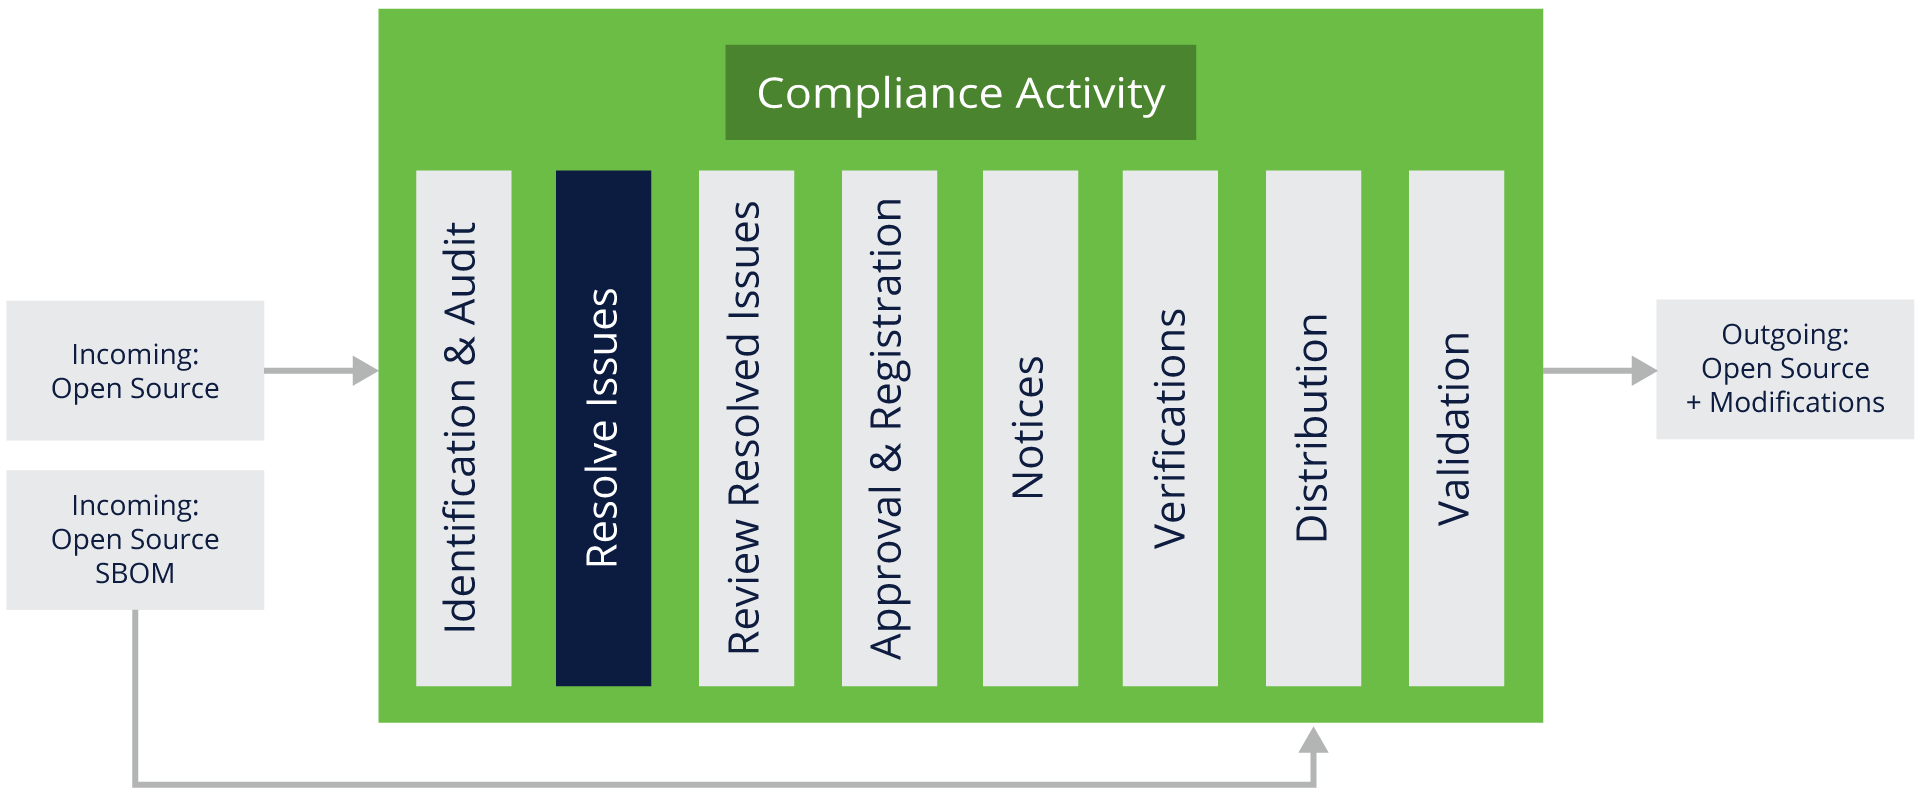 Compliance Activity
Incoming:
Open Source
Incoming:
Open Source
SBOM
Identification & Audit
Resolve Issues
Review Resolved Issues
Approval & Registration
Notices
Verifications
Distribution
Validation
Outgoing:
Open Source
+ Modifications